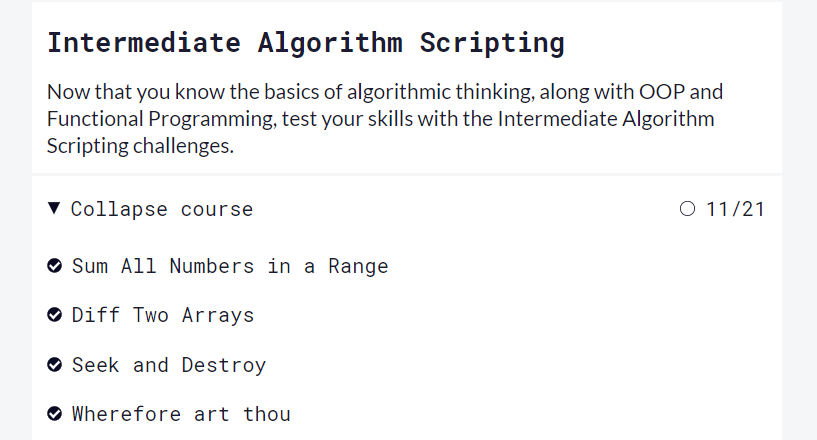 Intermediate Algorithm Scripting
Now that you know the basics of algorithmic thinking, along with OOP and
Functional Programming, test your skills with the Intermediate Algorithm
Scripting challenges.
Collapse course 11/21
Sum All Numbers in a Range
Diff Two Arrays
Seek and Destroy
Wherefore art thou